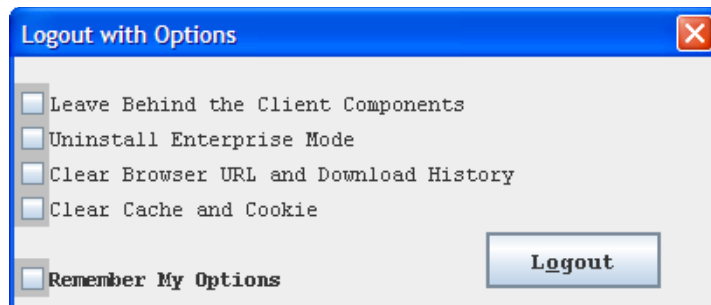 Logout with Options
Leave Behind the Client Components
Uninstall Enterprise Mode
Clear Browser URL and Download History
Clear Cache and Cookie
Logout
Remember My Options